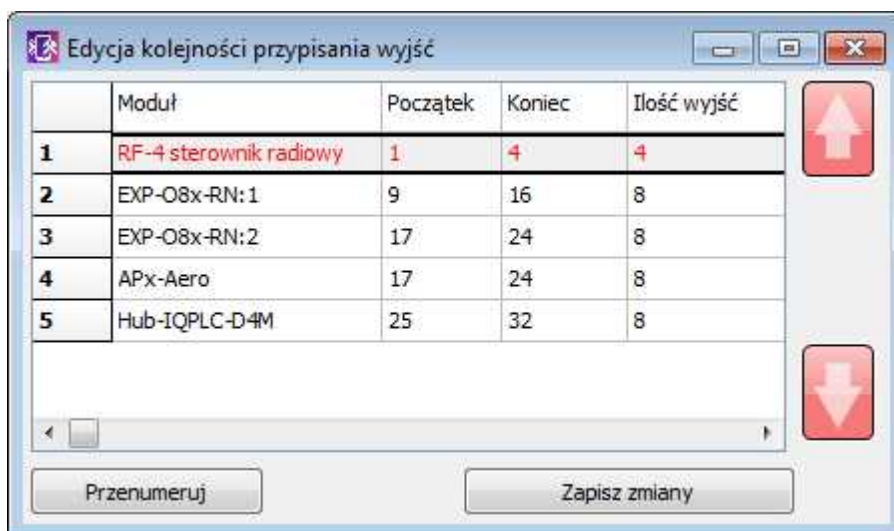 Edycja kolejności przypisania wyjść
Moduł Początek Koniec Ilość wyjść
1 RF-4 sterownik radiowy 1 4 4
2 EXP-O8x-RN:1 9 16 8
3 EXP-O8x-RN:2 17 24 8
4 APx-Aero 17 24 8
5 Hub-IQPLC-D4M 25 32 8
Przenumeruj Zapisz zmiany